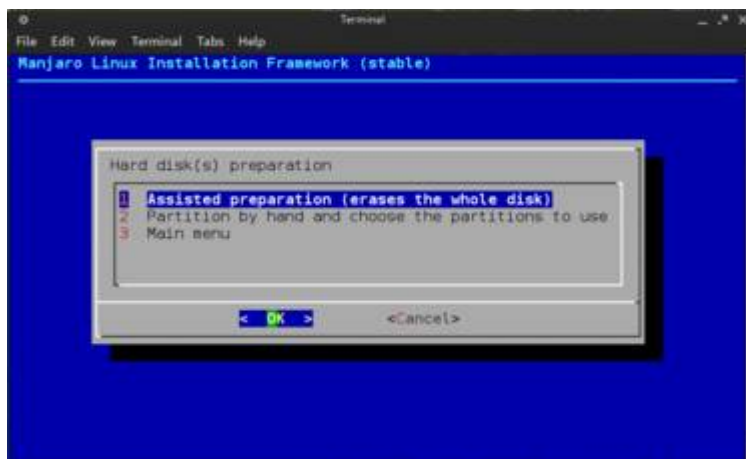 Terminal
File Edit View Terminal Tabs Help
Manjaro Linux Installation Framework (stable)
Hard disk(s) preparation
1 Assisted preparation (erases the whole disk)
2 Partition by hand and choose the partitions to use
3 Main menu
< OK > <Cancel>